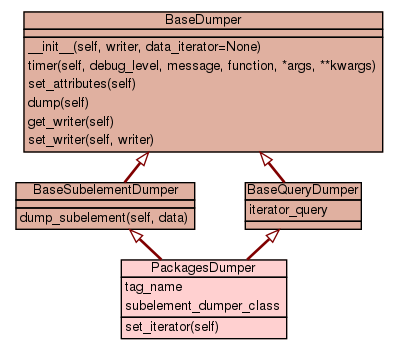 BaseDumper
__init__(self, writer, data_iterator=None)
timer(self, debug_level, message, function, *args, **kwargs)
set_attributes(self)
dump(self)
get_writer(self)
set_writer(self, writer)
BaseSubelementDumper
dump_subelement(self, data)
BaseQueryDumper
iterator_query
PackagesDumper
tag_name
subelement_dumper_class
set_iterator(self)